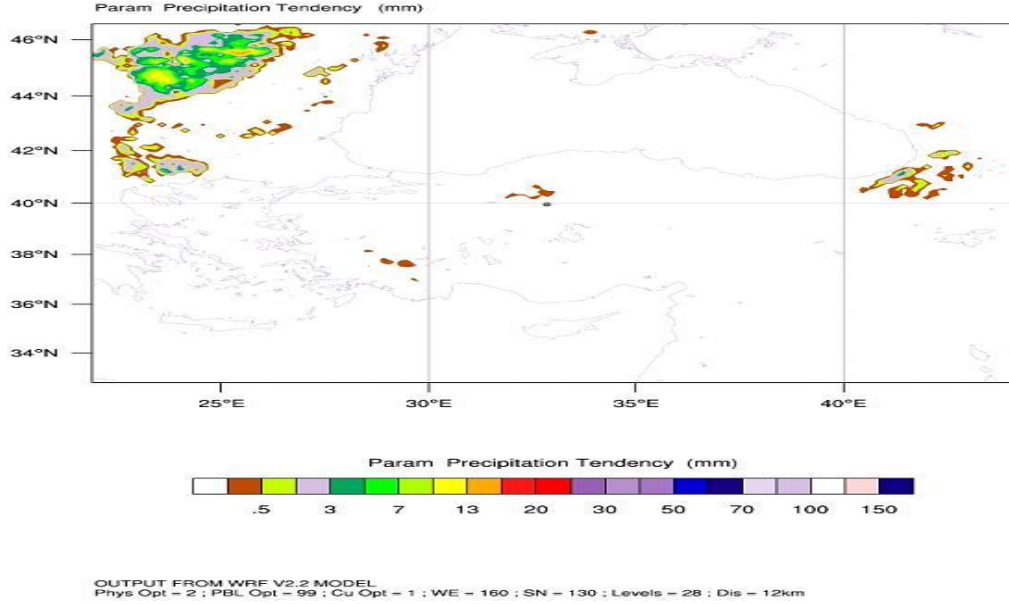 Param Precipitation Tendency (mm)
46°N
44°N
42°N
40°N
38°N
36°N
34°N
25°E 30°E 35°E 40°E
Param Precipitation Tendency (mm)
.5 3 7 13 20 30 50 70 100 150
OUTPUT FROM WRF V2.2 MODEL
Phys Opt = 2 ; PBL Opt = 99 ; Cu Opt = 1 ; WE = 160 ; SN = 130 ; Levels = 28 ; Dis = 12km